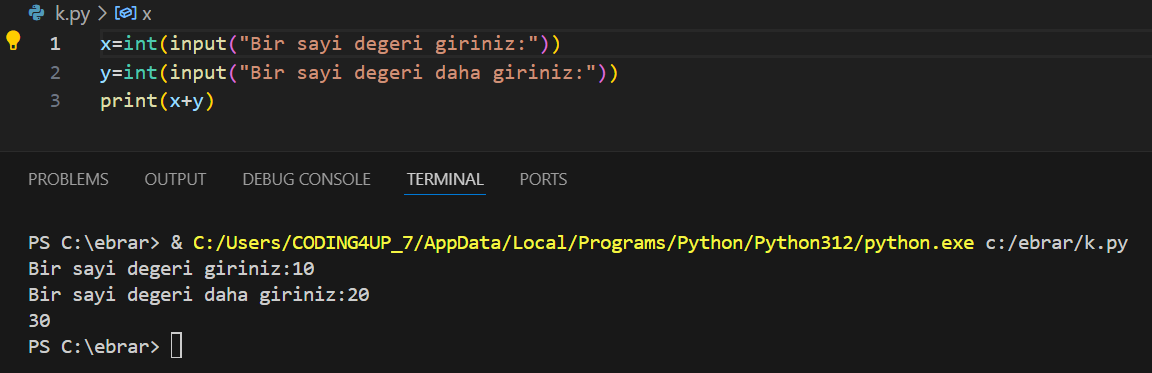 k.py > x
1 x=int(input("Bir sayi degeri giriniz:"))
2 y=int(input("Bir sayi degeri daha giriniz:"))
3 print(x+y)
PROBLEMS OUTPUT DEBUG CONSOLE TERMINAL PORTS
PS C:\ebrar> & C:/Users/CODING4UP_7/AppData/Local/Programs/Python/Python312/python.exe c:/ebrar/k.py
Bir sayi degeri giriniz:10
Bir sayi degeri daha giriniz:20
30
PS C:\ebrar>